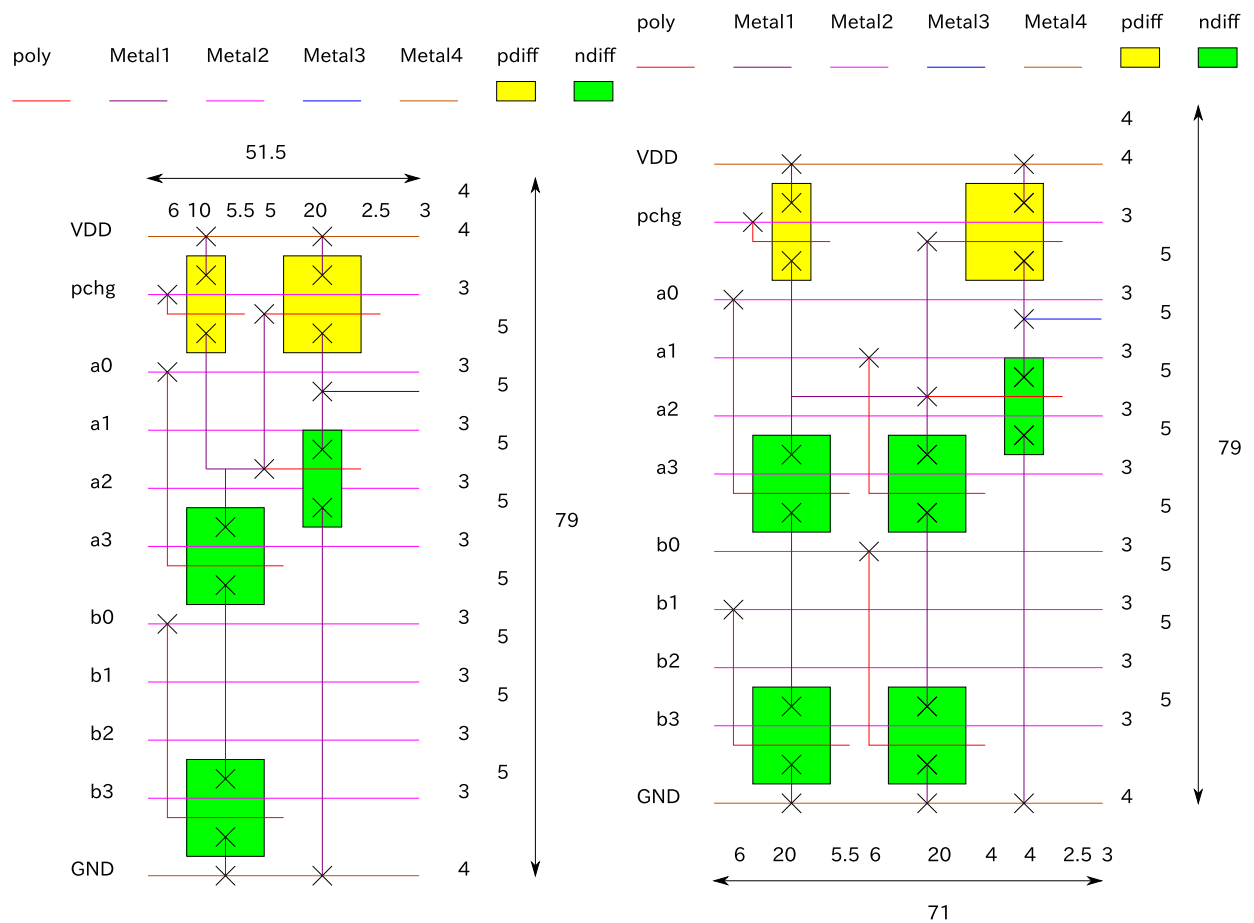 poly Metal1 Metal2 Metal3 Metal4 pdiff ndiff
51.5
4
6 10 5.5 5 20 2.5 3
VDD 4
pchg 3
5
a0 3
5
a1 3
5
a2 3
5
a3 3
79
5
b0 3
5
b1 3
5
b2 3
5
b3 3
GND 4
poly Metal1 Metal2 Metal3 Metal4 pdiff ndiff
4
VDD 4
pchg 3
5
a0 3
5
a1 3
5
a2 3
5
a3 3
79
5
b0 3
5
b1 3
5
b2 3
5
b3 3
GND 4
6 20 5.5 6 20 4 4 2.5 3
71